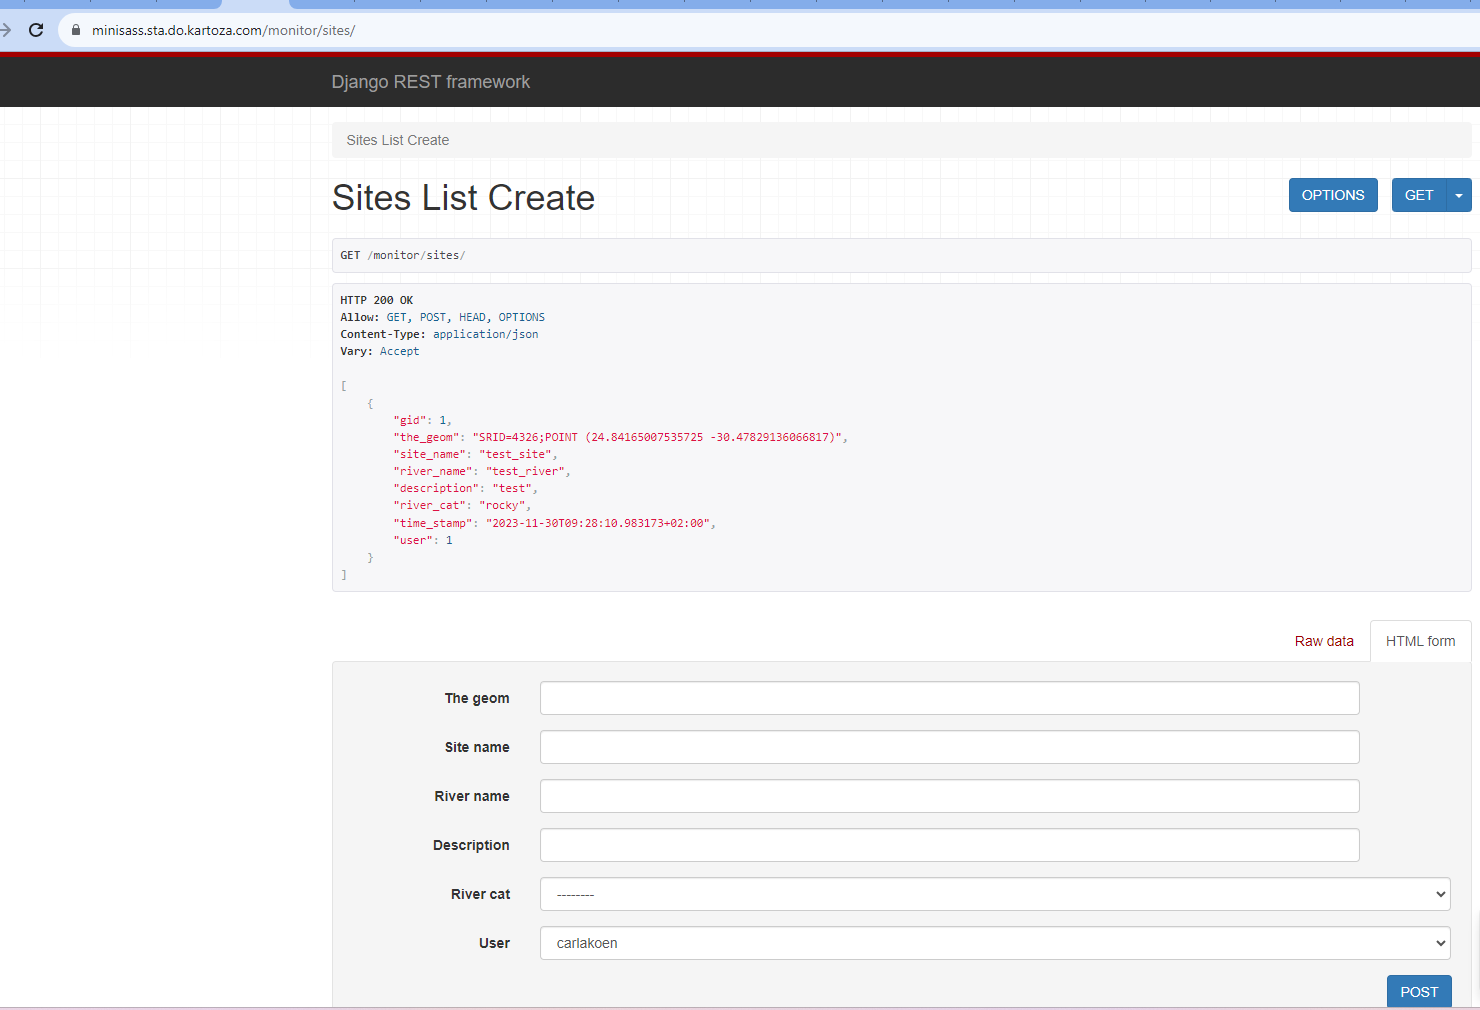 minisass.sta.do.kartoza.com/monitor/sites/
Django REST framework
Sites List Create
Sites List Create
OPTIONS
GET
GET /monitor/sites/
HTTP 200 OK
Allow: GET, POST, HEAD, OPTIONS
Content-Type: application/json
Vary: Accept
[
{
"gid": 1,
"the_geom": "SRID=4326;POINT (24.84165007535725 -30.47829136066817)",
"site_name": "test_site",
"river_name": "test_river",
"description": "test",
"river_cat": "rocky",
"time_stamp": "2023-11-30T09:28:10.983173+02:00",
"user": 1
}
]
Raw data
HTML form
The geom
Site name
River name
Description
River cat
---------
User
carlakoen
POST